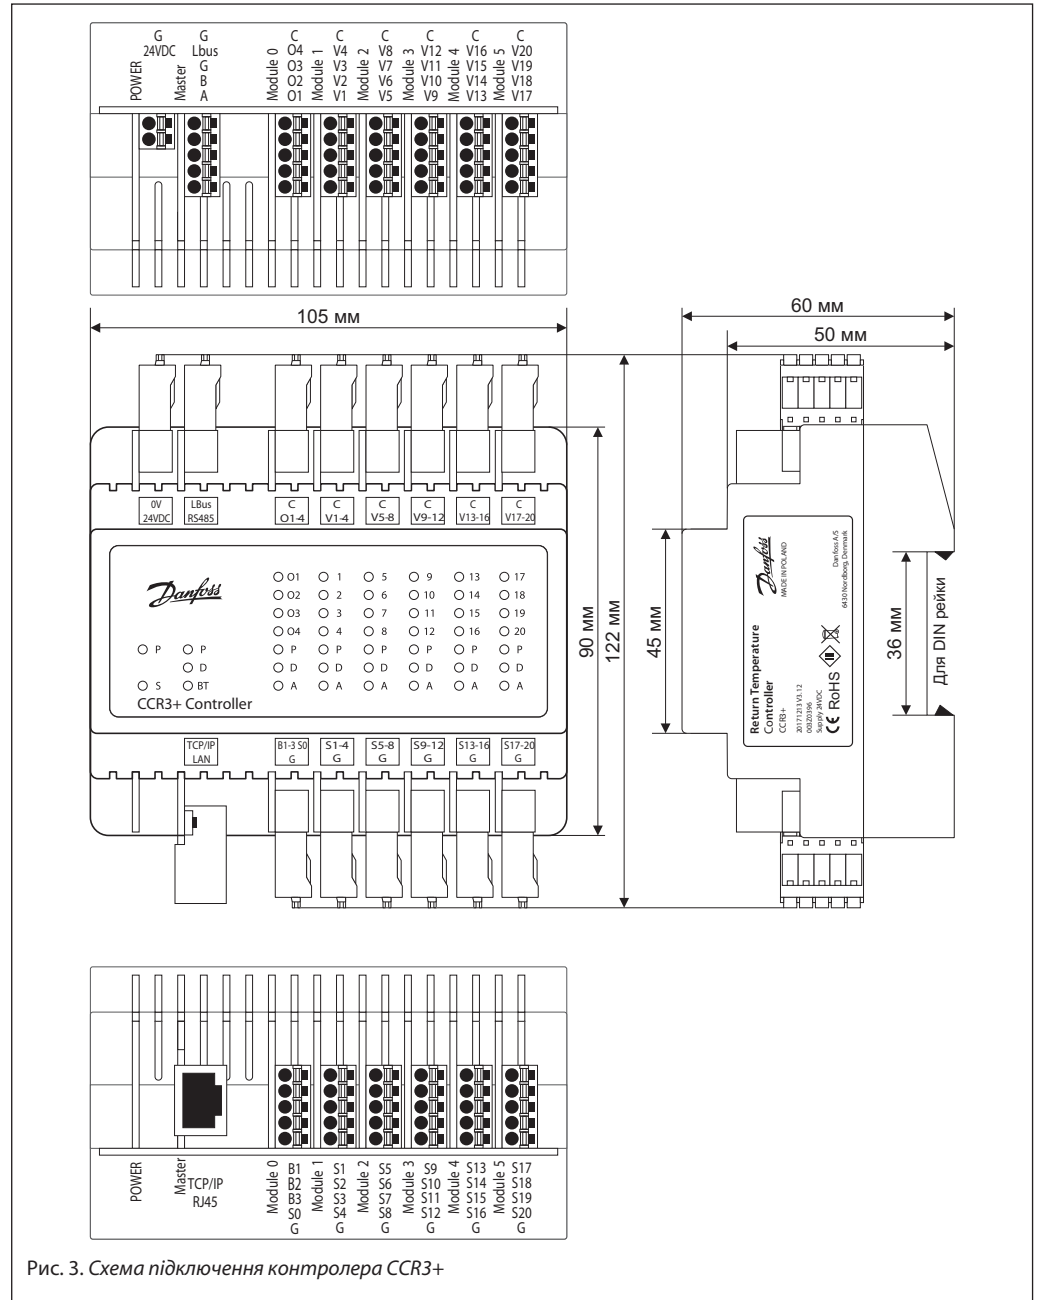 G G C C C C C C
24VDC Lbus O4 V4 V8 V12 V16 V20
G O3 V3 V7 V11 V15 V19
B O2 V2 V6 V10 V14 V18
A O1 V1 V5 V9 V13 V17
POWER Master Module 0 Module 1 Module 2 Module 3 Module 4 Module 5
105 мм
60 мм
50 мм
0V LBus C C C C C C
24VDC RS485 O1-4 V1-4 V5-8 V9-12 V13-16 V17-20
Danfoss
O1 1 5 9 13 17
O2 2 6 10 14 18
O3 3 7 11 15 19
O4 4 8 12 16 20
P P P P P P P P
D D D D D D D
S BT A A A A A A
CCR3+ Controller
TCP/IP B1-3 S0 S1-4 S5-8 S9-12 S13-16 S17-20
LAN G G G G G G
90 мм
122 мм
45 мм
Danfoss
MADE IN POLAND
Danfoss A/S
6430 Nordborg, Denmark
Return Temperature
Controller
CCR3+
20171213 V3.12
003Z0396
Supply 24VDC
CE RoHS
36 мм
Для DIN рейки
POWER Master Module 0 Module 1 Module 2 Module 3 Module 4 Module 5
TCP/IP
RJ45
B1 S1 S5 S9 S13 S17
B2 S2 S6 S10 S14 S18
B3 S3 S7 S11 S15 S19
S0 S4 S8 S12 S16 S20
G G G G G G
Рис. 3. Схема підключення контролера CCR3+